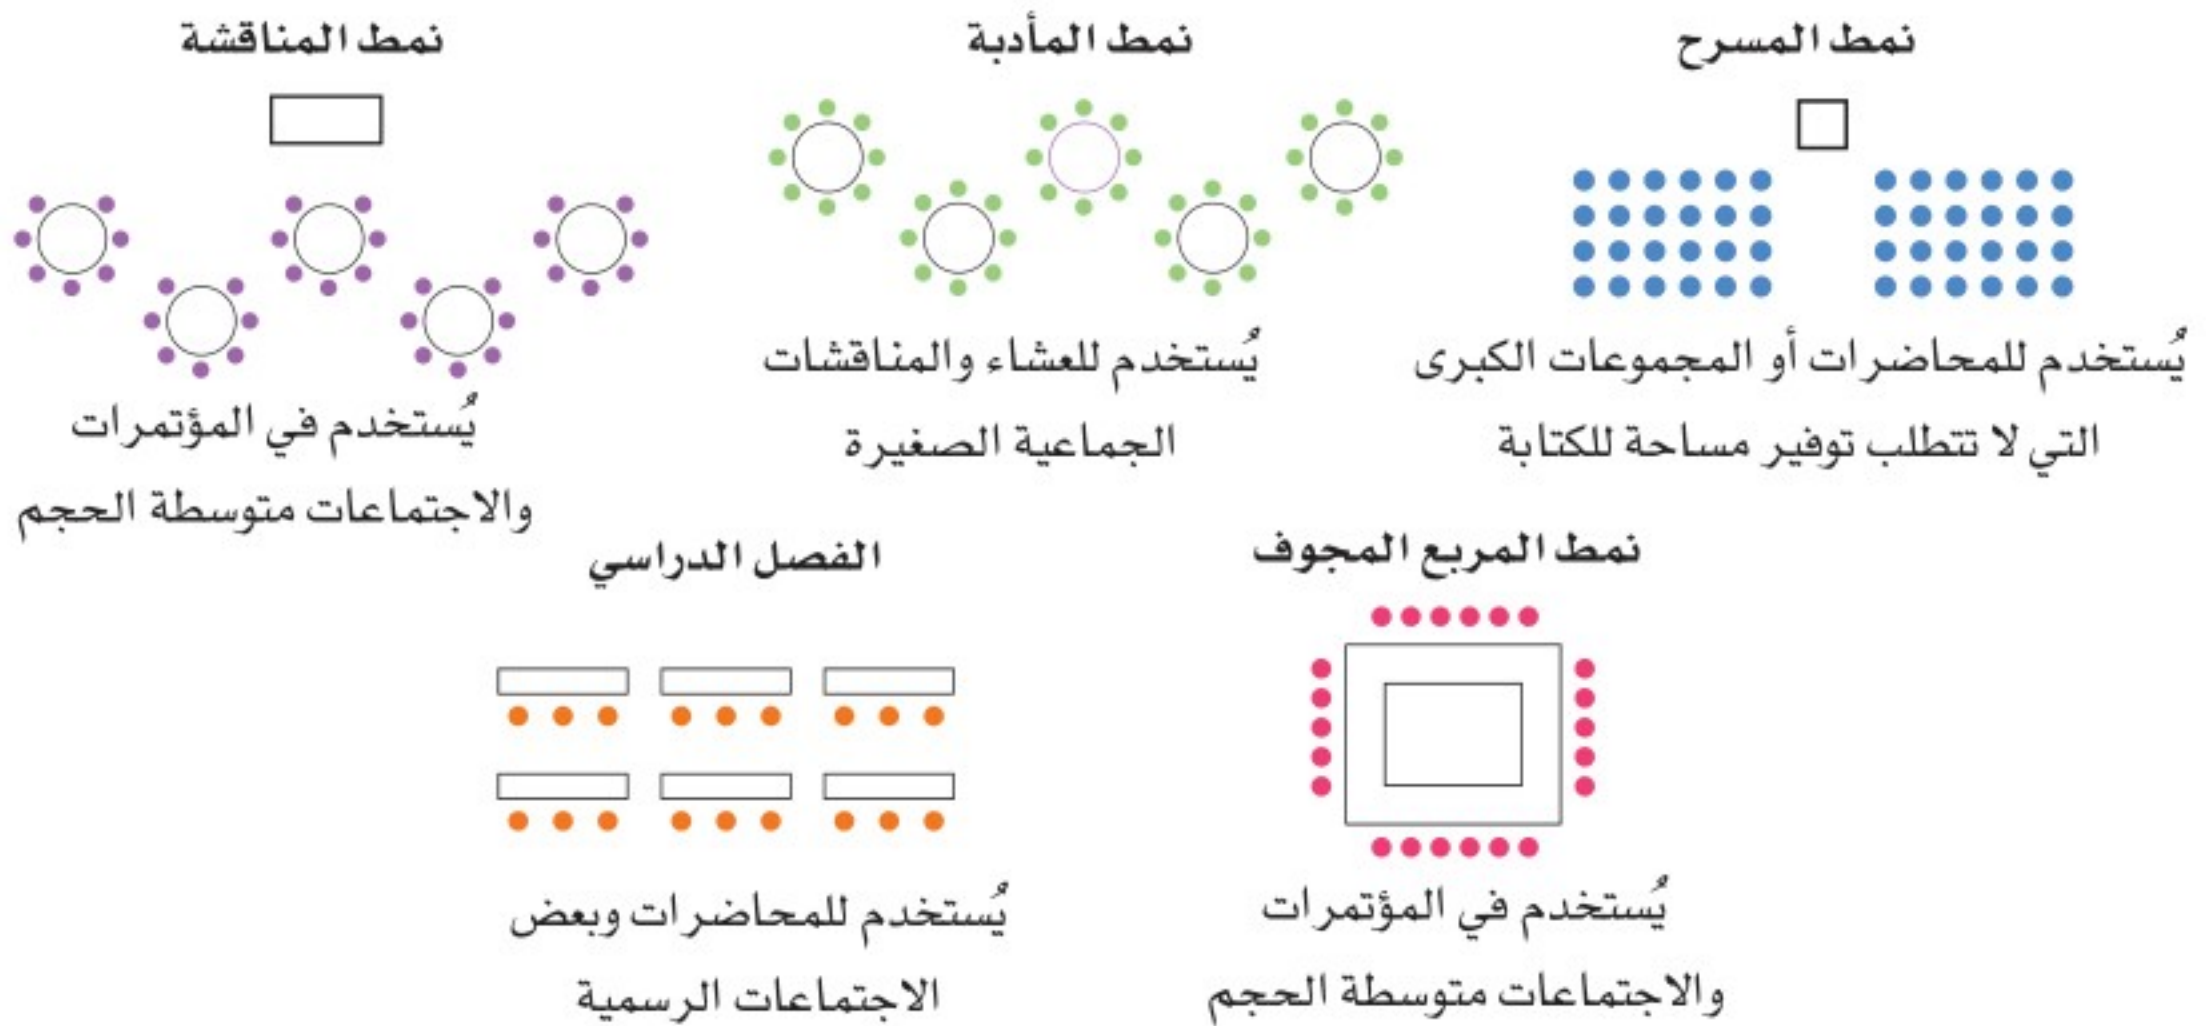 نمط المسرح
يُستخدم للمحاضرات أو المجموعات الكبرى
التي لا تتطلب توفير مساحة للكتابة
نمط المأدبة
يُستخدم للعشاء والمناقشات
الجماعية الصغيرة
نمط المناقشة
يُستخدم في المؤتمرات
والاجتماعات متوسطة الحجم
نمط المربع المجوف
يُستخدم في المؤتمرات
والاجتماعات متوسطة الحجم
الفصل الدراسي
يُستخدم للمحاضرات وبعض
الاجتماعات الرسمية